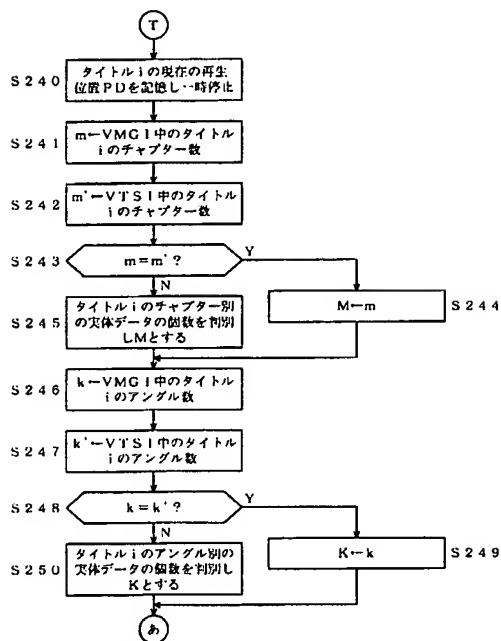 T
S240
タイトルiの現在の再生
位置PDを記憶し一時停止
S241
m←VMGI中のタイトル
iのチャプター数
S242
m'←VTSI中のタイトル
iのチャプター数
S243
m=m'?
Y
N
M←m
S244
S245
タイトルiのチャプター別
の実体データの個数を判別
しMとする
S246
k←VMGI中のタイトル
iのアングル数
S247
k'←VTSI中のタイトル
iのアングル数
S248
k=k'?
Y
N
K←k
S249
S250
タイトルiのアングル別の
実体データの個数を判別し
Kとする
あ